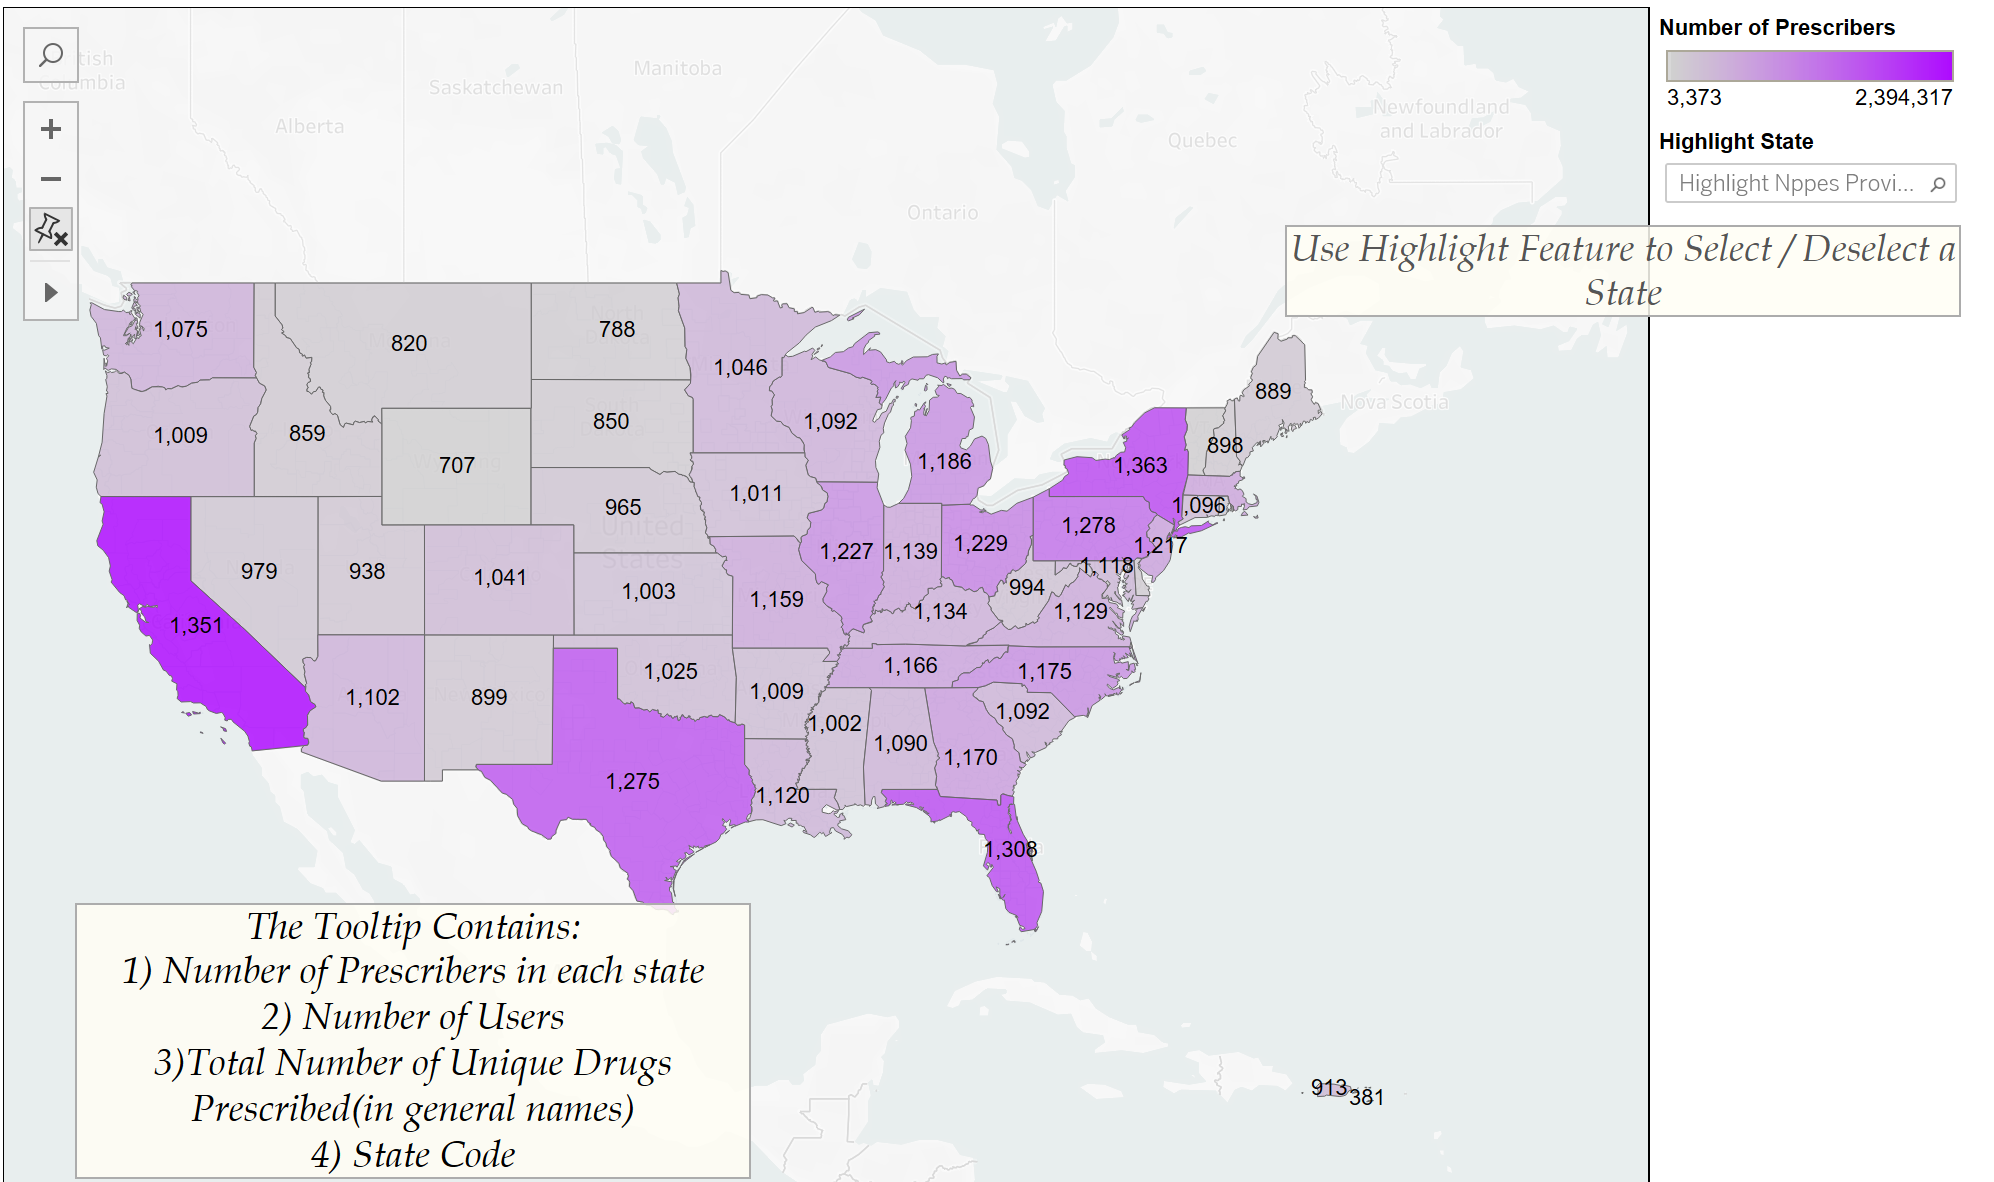 Number of Prescribers
3,373
2,394,317
Highlight State
Highlight Nppes Provi...
Use Highlight Feature to Select / Deselect a
State
Manitoba
Saskatchewan
Alberta
Ontario
Quebec
Newfoundland
and Labrador
Nova Scotia
United
States
1,075
820
788
1,046
889
1,009
859
707
850
1,092
1,186
1,363
898
965
1,011
1,096
979
938
1,041
1,003
1,159
1,227
1,139
1,229
1,278
1,217
1,118
994
1,129
1,134
1,351
1,102
899
1,025
1,009
1,166
1,175
1,092
1,002
1,090
1,170
1,275
1,120
1,308
913
381
The Tooltip Contains:
1) Number of Prescribers in each state
2) Number of Users
3)Total Number of Unique Drugs
Prescribed(in general names)
4) State Code